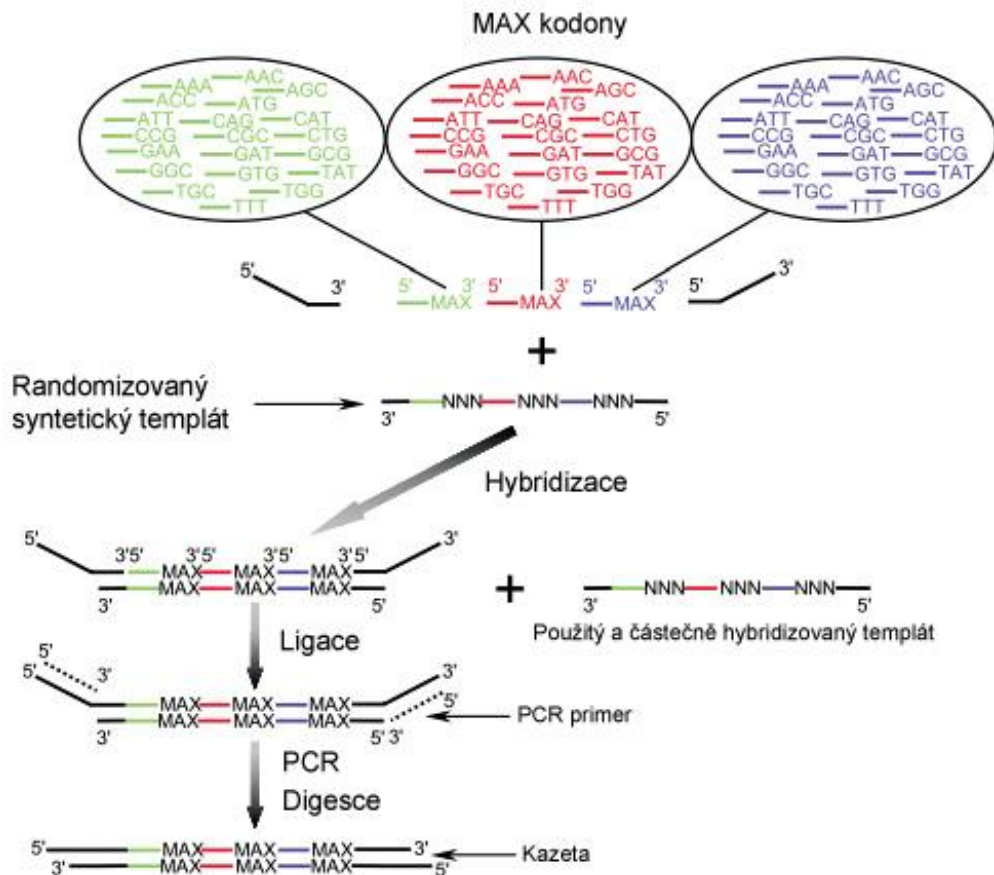 MAX kodony
AAA AAC AGC
ACC ATG
ATT CAG CAT
CCG CGC CTG
GAA GAT GCG
GGC GTG TAT
TGC TGG
TTT
AAA AAC AGC
ACC ATG
ATT CAG CAT
CCG CGC CTG
GAA GAT GCG
GGC GTG TAT
TGC TGG
TTT
AAA AAC AGC
ACC ATG
ATT CAG CAT
CCG CGC CTG
GAA GAT GCG
GGC GTG TAT
TGC TGG
TTT
5' 3' 5' 3' 5' 3' 5' 3' 5' 3'
MAX MAX MAX
+
Randomizovaný
syntetický templát
NNN NNN NNN
3' 5'
Hybridizace
5' 3'5' 3'5' 3'5' 3'5' 3'
MAX MAX MAX
MAX MAX MAX
3' 5'
+
NNN NNN NNN
3' 5'
Použitý a částečně hybridizovaný templát
Ligace
5' 3'
5' 3'
5'
MAX MAX MAX
MAX MAX MAX
3' 5' 3'
PCR primer
PCR
Digesce
5' MAX MAX MAX 3'
3' MAX MAX MAX 5'
Kazeta